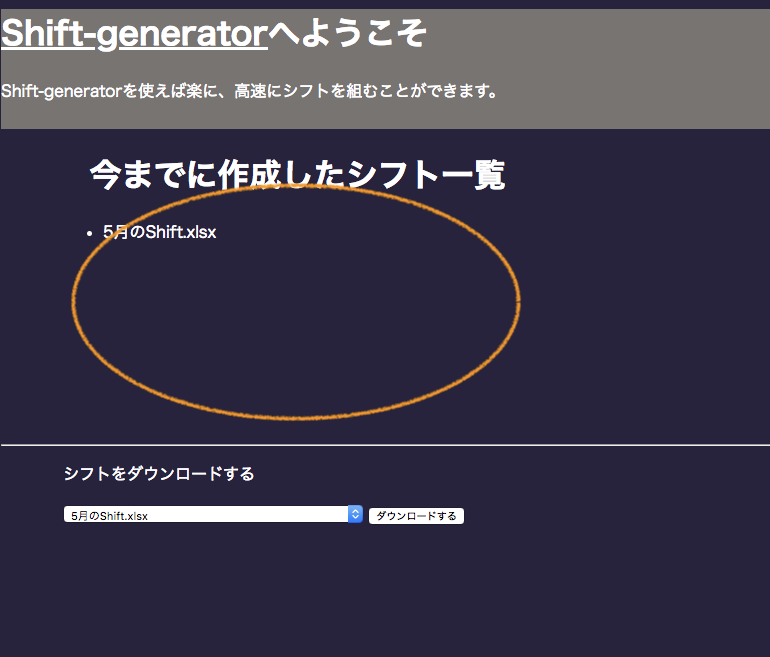 Shift-generatorへようこそ
Shift-generatorを使えば楽に、高速にシフトを組むことができます。
今までに作成したシフト一覧
5月のShift.xlsx
シフトをダウンロードする
5月のShift.xlsx ダウンロードする